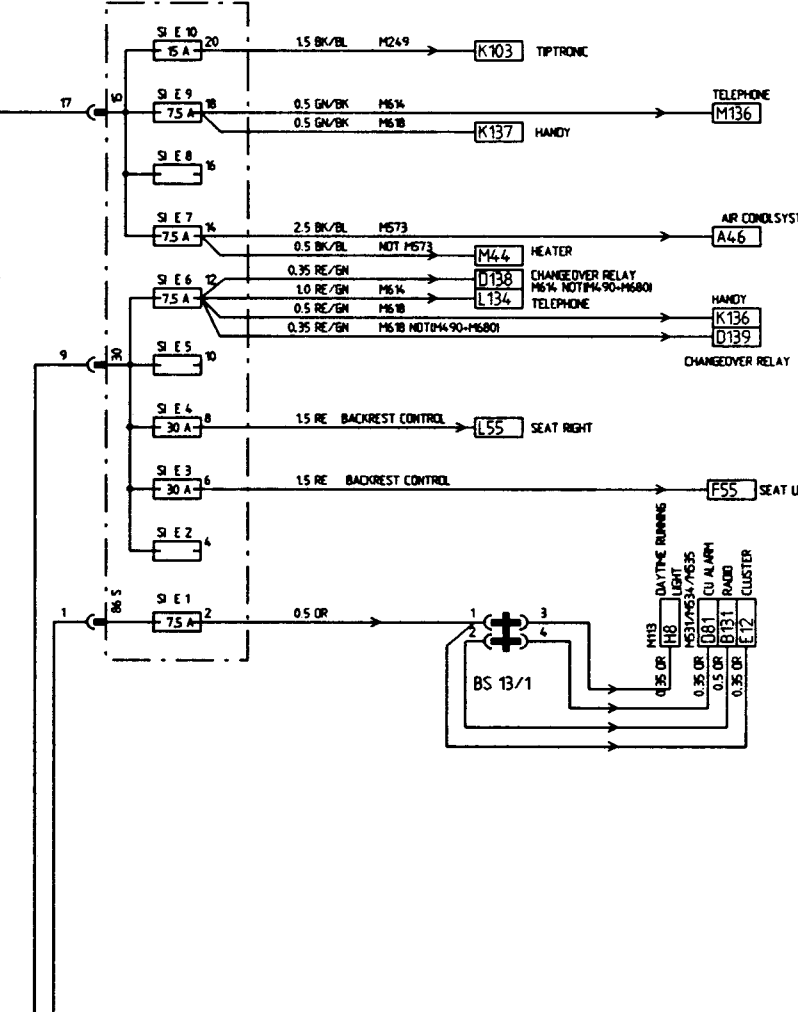 SI E 10
15 A
20
1.5 BK/BL M249
K103 TIPTRONIC
17
15
SI E 9
7.5 A
18
0.5 GN/BK M614
TELEPHONE
M136
0.5 GN/BK M618
K137 HANDY
SI E 8
16
SI E 7
7.5 A
14
2.5 BK/BL M573
AIR COND.SYST
A46
0.5 BK/BL NOT M573
M44 HEATER
SI E 6
7.5 A
12
0.35 RE/GN
D138 CHANGEOVER RELAY
M614 NOT(M490+M680)
1.0 RE/GN M614
L134 TELEPHONE
0.5 RE/GN M618
HANDY
K136
0.35 RE/GN M618 NOT(M490+M680)
D139
CHANGEOVER RELAY
9
30
SI E 5
10
SI E 4
30 A
8
1.5 RE BACKREST CONTROL
L55 SEAT RIGHT
SI E 3
30 A
6
1.5 RE BACKREST CONTROL
F55 SEAT L
SI E 2
4
1
86 S
SI E 1
7.5 A
2
0.5 OR
1
2
3
4
BS 13/1
M113
DAYTIME RUNNING
LIGHT
H8
0.35 OR
M531/M534/M535
CU ALARM
D81
0.35 OR
RADIO
B131
0.5 OR
CLUSTER
E12
0.35 OR